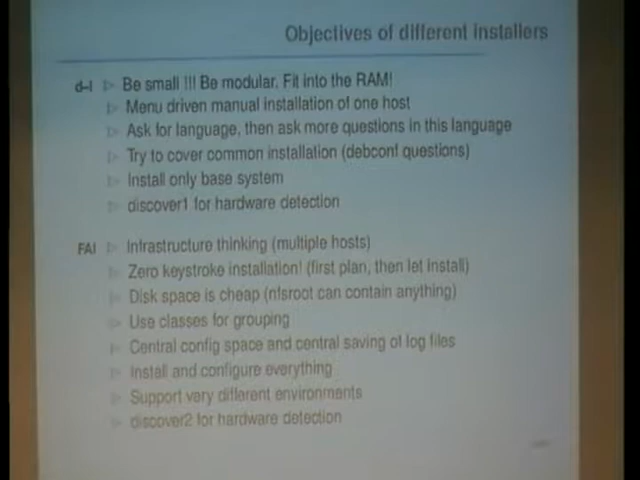 Objectives of different installers
d-I ▷ Be small !!! Be modular. Fit into the RAM!
▷ Menu driven manual installation of one host
▷ Ask for language, then ask more questions in this language
▷ Try to cover common installation (debconf questions)
▷ Install only base system
▷ discover1 for hardware detection
FAI ▷ Infrastructure thinking (multiple hosts)
▷ Zero keystroke installation! (first plan, then let install)
▷ Disk space is cheap (nfsroot can contain anything)
▷ Use classes for grouping
▷ Central config space and central saving of log files
▷ Install and configure everything
▷ Support very different environments
▷ discover2 for hardware detection